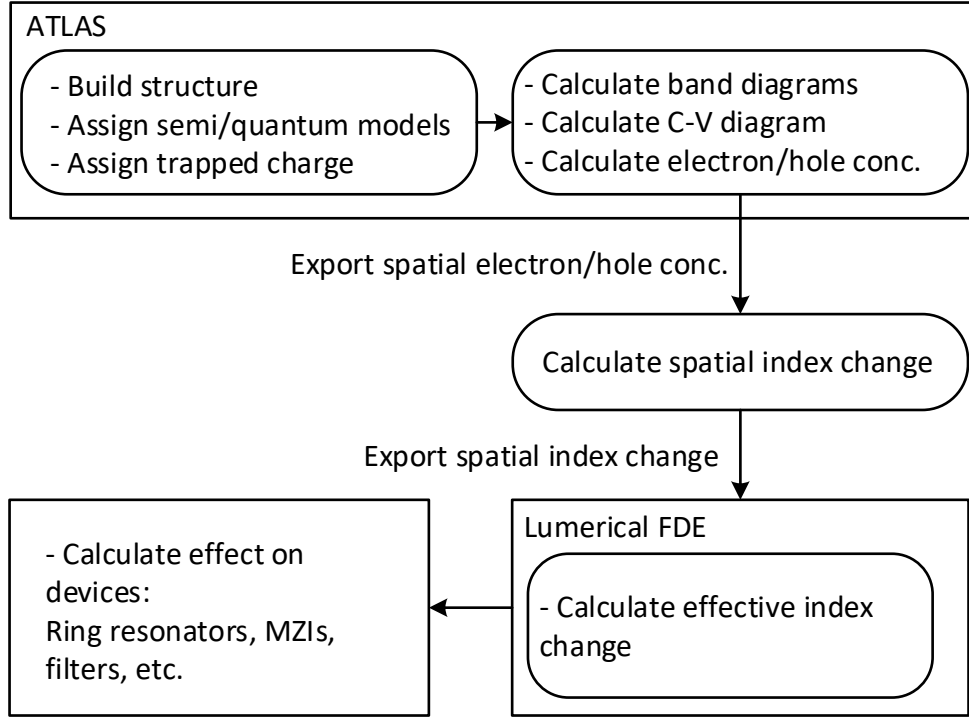 ATLAS
- Build structure
- Assign semi/quantum models
- Assign trapped charge
- Calculate band diagrams
- Calculate C-V diagram
- Calculate electron/hole conc.
Export spatial electron/hole conc.
Calculate spatial index change
Export spatial index change
Lumerical FDE
- Calculate effective index
change
- Calculate effect on
devices:
Ring resonators, MZIs,
filters, etc.